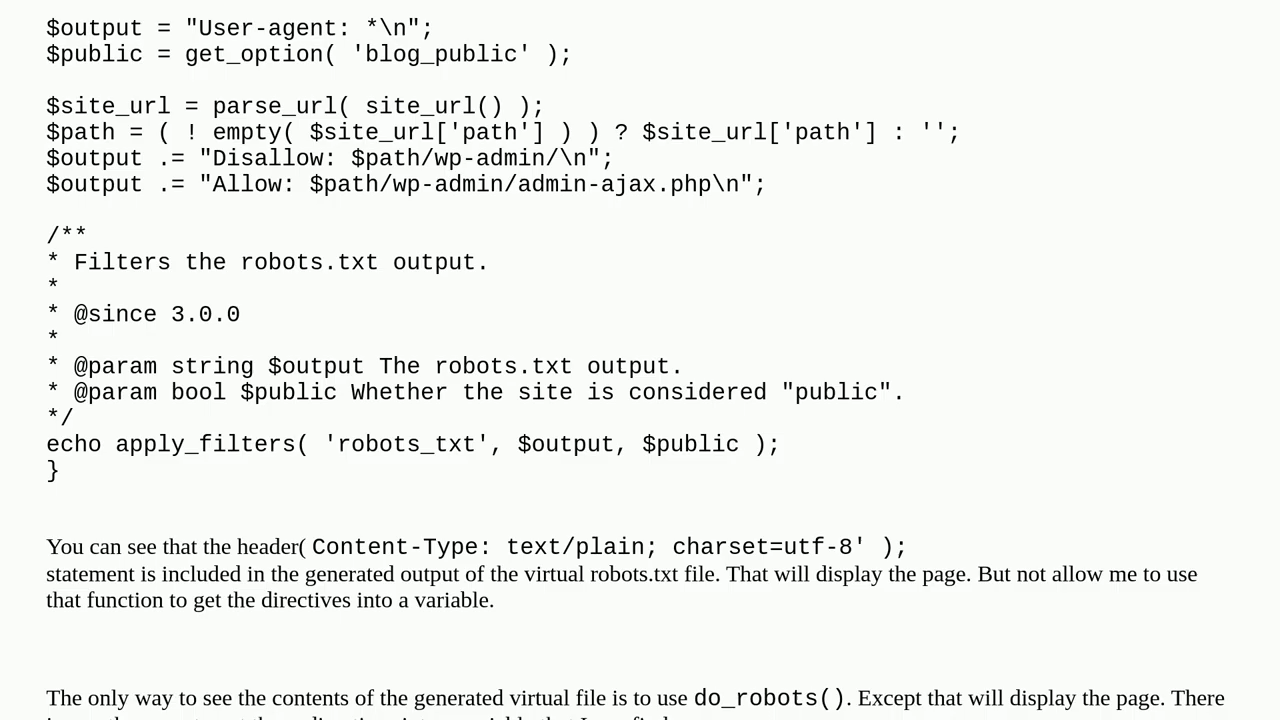 $output = "User-agent: *\n";
$public = get_option( 'blog_public' );
$site_url = parse_url( site_url() );
$path = ( ! empty( $site_url['path'] ) ) ? $site_url['path'] : '';
$output .= "Disallow: $path/wp-admin/\n";
$output .= "Allow: $path/wp-admin/admin-ajax.php\n";
/**
* Filters the robots.txt output.
*
* @since 3.0.0
*
* @param string $output The robots.txt output.
* @param bool $public Whether the site is considered "public".
*/
echo apply_filters( 'robots_txt', $output, $public );
}
You can see that the header( Content-Type: text/plain; charset=utf-8' );
statement is included in the generated output of the virtual robots.txt file. That will display the page. But not allow me to use
that function to get the directives into a variable.
The only way to see the contents of the generated virtual file is to use do_robots(). Except that will display the page. There